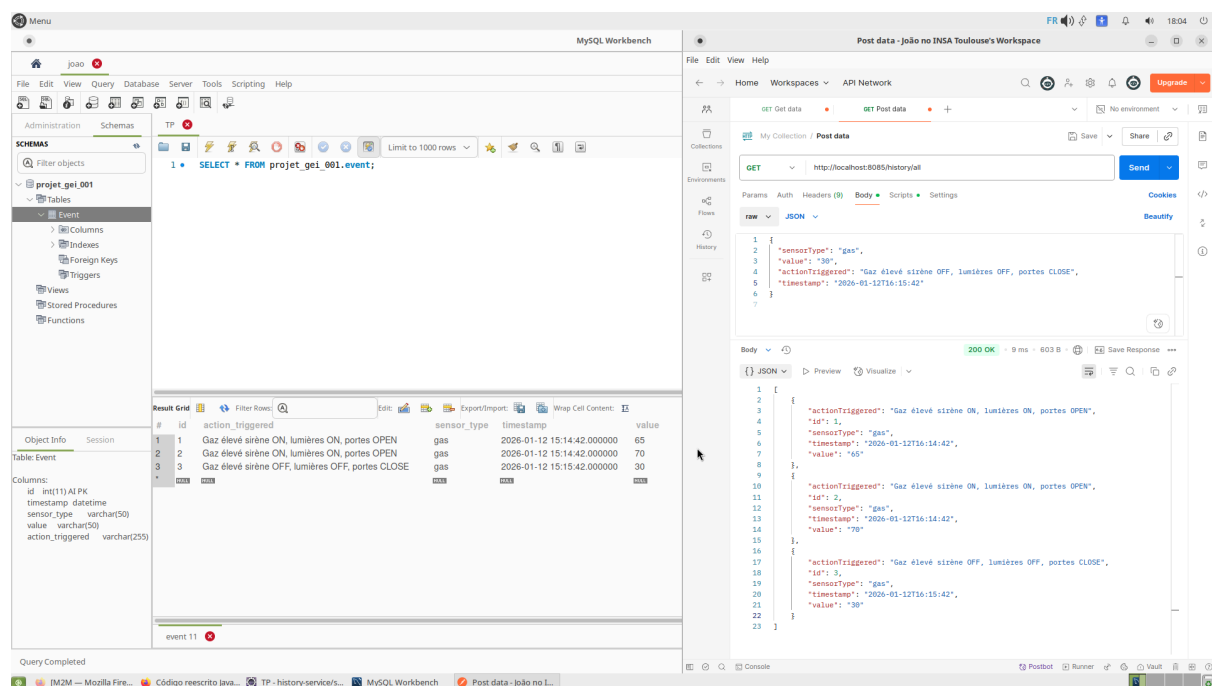 Menu
FR
18:04
MySQL Workbench
joao
File Edit View Query Database Server Tools Scripting Help
Administration Schemas
TP
SCHEMAS
Filter objects
Limit to 1000 rows
1 SELECT * FROM projet_gei_001.event;
projet_gei_001
Tables
Event
Columns
Indexes
Foreign Keys
Triggers
Views
Stored Procedures
Functions
Result Grid Filter Rows: Edit: Export/Import: Wrap Cell Content:
# id action_triggered sensor_type timestamp value
1 1 Gaz élevé sirène ON, lumières ON, portes OPEN gas 2026-01-12 15:14:42.000000 65
2 2 Gaz élevé sirène ON, lumières ON, portes OPEN gas 2026-01-12 15:14:42.000000 70
3 3 Gaz élevé sirène OFF, lumières OFF, portes CLOSE gas 2026-01-12 15:15:42.000000 30
* NULL NULL NULL NULL NULL
Object Info Session
Table: Event
Columns:
id int(11) AI PK
timestamp datetime
sensor_type varchar(50)
value varchar(50)
action_triggered varchar(255)
event 11
Query Completed
Post data - João no INSA Toulouse's Workspace
File Edit View Help
Home Workspaces API Network Upgrade
GET Get data GET Post data + No environment
Collections
Environments
Flows
History
My Collection / Post data Save Share
GET http://localhost:8085/history/all Send
Params Auth Headers (9) Body Scripts Settings Cookies
raw JSON Beautify
1 {
2 "sensorType": "gas",
3 "value": "30",
4 "actionTriggered": "Gaz élevé sirène OFF, lumières OFF, portes CLOSE",
5 "timestamp": "2026-01-12T16:15:42"
6 }
7
Body 200 OK 9 ms 603 B Save Response
{} JSON Preview Visualize
1 [
2 {
3 "actionTriggered": "Gaz élevé sirène ON, lumières ON, portes OPEN",
4 "id": 1,
5 "sensorType": "gas",
6 "timestamp": "2026-01-12T16:14:42",
7 "value": "65"
8 },
9 {
10 "actionTriggered": "Gaz élevé sirène ON, lumières ON, portes OPEN",
11 "id": 2,
12 "sensorType": "gas",
13 "timestamp": "2026-01-12T16:14:42",
14 "value": "70"
15 },
16 {
17 "actionTriggered": "Gaz élevé sirène OFF, lumières OFF, portes CLOSE",
18 "id": 3,
19 "sensorType": "gas",
20 "timestamp": "2026-01-12T16:15:42",
21 "value": "30"
22 }
23 ]
Console Postbot Runner Vault
[M2M — Mozilla Fire... Código reescrito Java... TP - history-service/s... MySQL Workbench Post data - João no I...